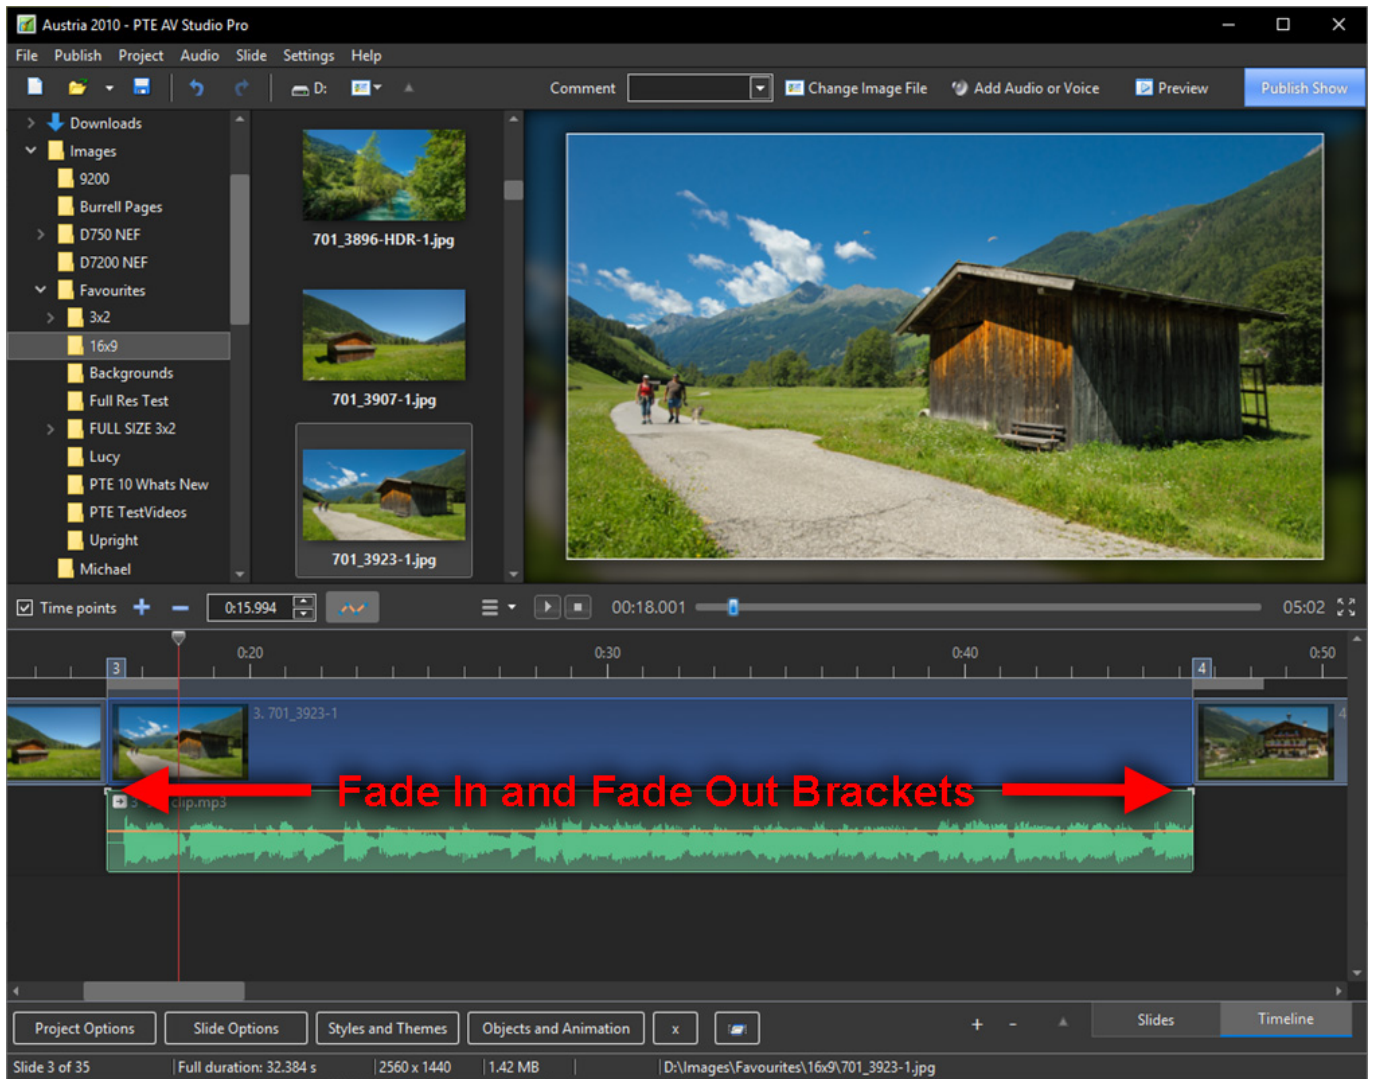 Austria 2010 - PTE AV Studio Pro
File Publish Project Audio Slide Settings Help
D: Comment Change Image File Add Audio or Voice Preview Publish Show
Downloads
Images
9200
Burrell Pages
D750 NEF
D7200 NEF
Favourites
3x2
16x9
Backgrounds
Full Res Test
FULL SIZE 3x2
Lucy
PTE 10 Whats New
PTE TestVideos
Upright
Michael
701_3896-HDR-1.jpg
701_3907-1.jpg
701_3923-1.jpg
Time points 0:15.994 00:18.001 05:02
0:20 0:30 0:40 0:50
3 4
3. 701_3923-1 4
Fade In and Fade Out Brackets
3 clip.mp3
Project Options Slide Options Styles and Themes Objects and Animation x + - Slides Timeline
Slide 3 of 35 Full duration: 32.384 s 2560 x 1440 1.42 MB D:\Images\Favourites\16x9\701_3923-1.jpg